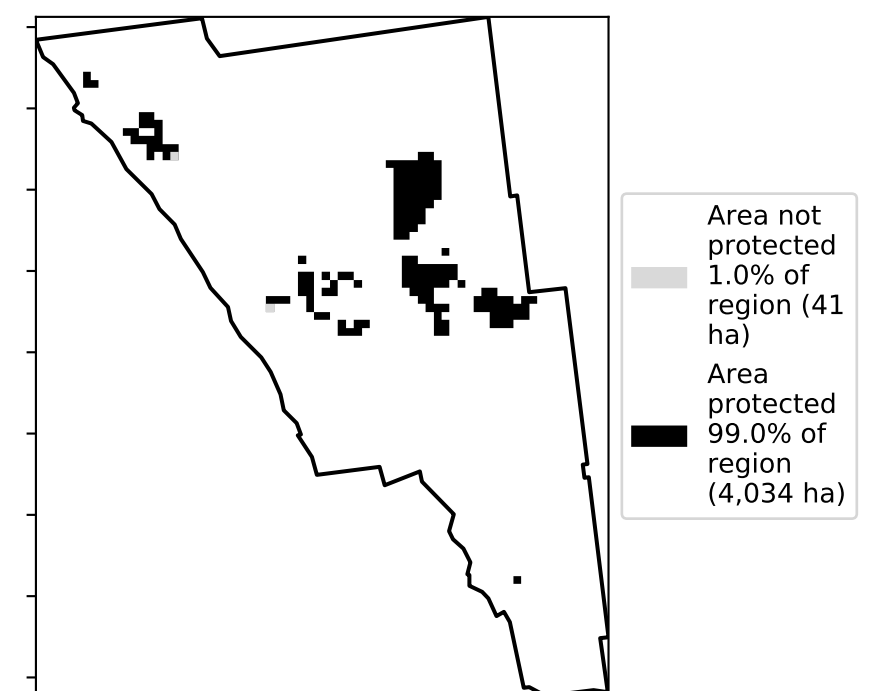 Area not
protected
1.0% of
region (41
ha)
Area
protected
99.0% of
region
(4,034 ha)